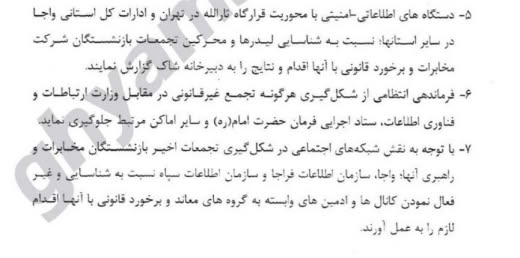 ۵- دستگاه های اطلاعاتی-امنیتی با محوریت قرارگاه ثارالله در تهران و ادارات کل استانی واجا
در سایر استانها؛ نسبت به شناسایی لیدرها و محرکین تجمعات بازنشستگان شرکت
مخابرات و برخورد قانونی با آنها اقدام و نتایج را به دبیرخانه شاک گزارش نمایند.
۶- فرماندهی انتظامی از شکل‌گیری هرگونه تجمع غیرقانونی در مقابل وزارت ارتباطات و
فناوری اطلاعات، ستاد اجرایی فرمان حضرت امام(ره) و سایر اماکن مرتبط جلوگیری نماید.
۷- با توجه به نقش شبکه‌های اجتماعی در شکل‌گیری تجمعات اخیر بازنشستگان مخابرات و
راهبری آنها؛ واجا، سازمان اطلاعات فراجا و سازمان اطلاعات سپاه نسبت به شناسایی و غیر
فعال نمودن کانال ها و ادمین های وابسته به گروه های معاند و برخورد قانونی با آنها اقدام
لازم را به عمل آورند.
ghyam